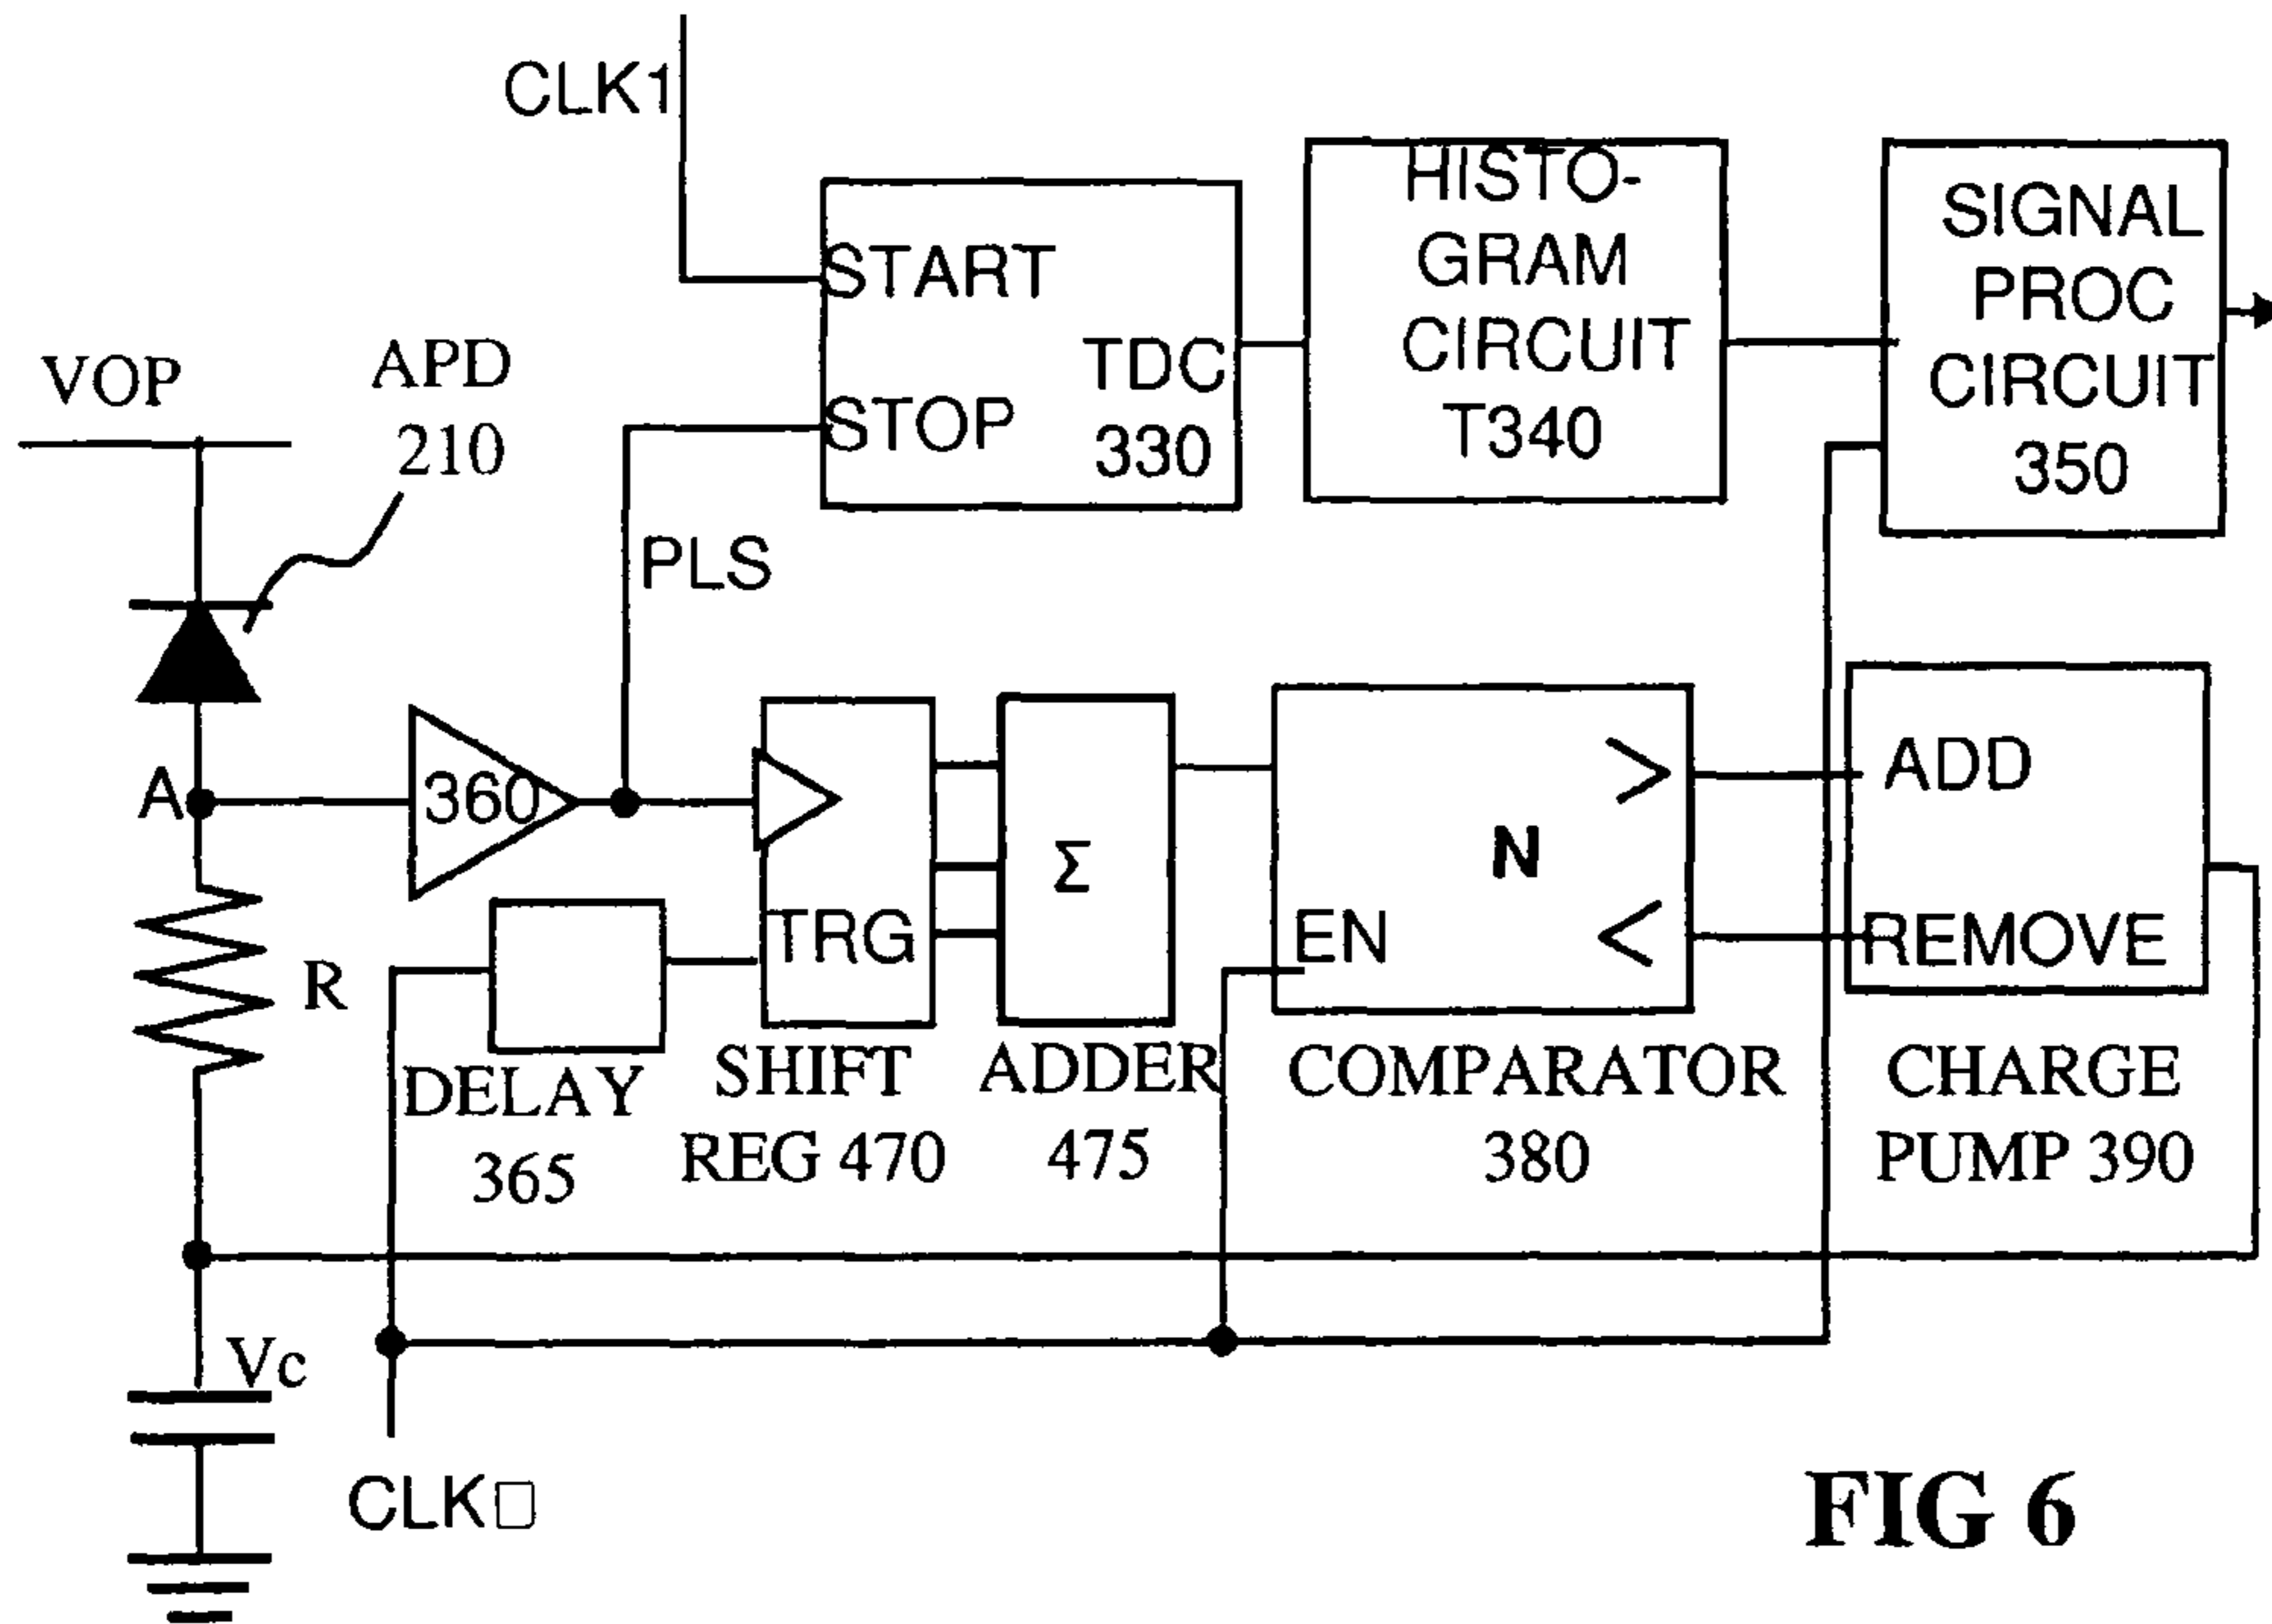 CLK1
HISTO-
GRAM
CIRCUIT
T340
SIGNAL
PROC
CIRCUIT
350
START
STOP
TDC
330
VOP
APD
210
PLS
A
360
R
TRG
Σ
N
>
<
EN
ADD
REMOVE
DELAY
365
SHIFT
REG 470
ADDER
475
COMPARATOR
380
CHARGE
PUMP 390
Vc
CLK□
FIG 6